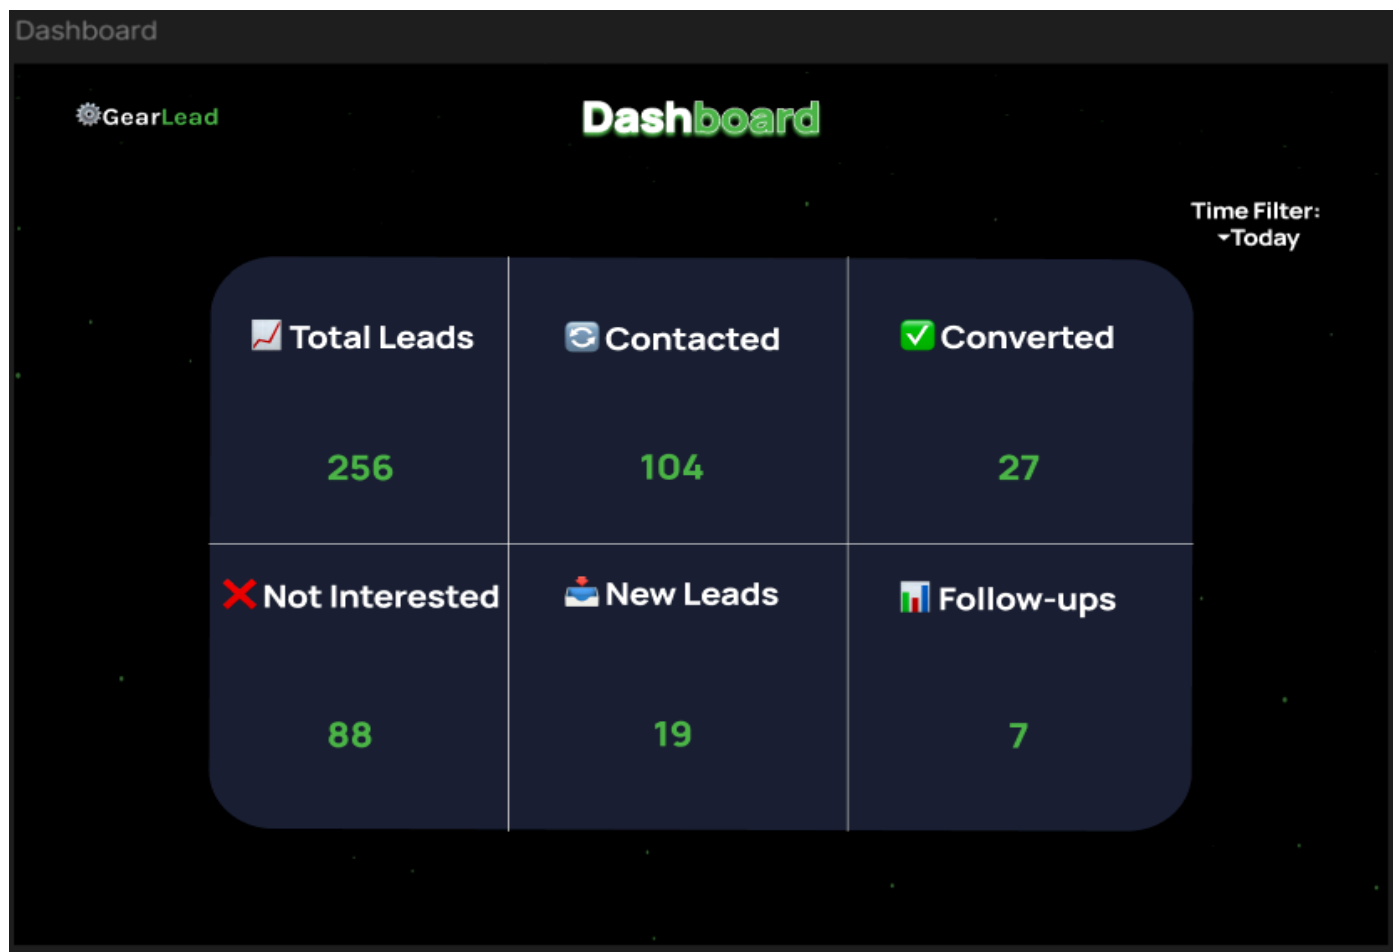 Dashboard
GearLead
Dashboard
Time Filter:
Today
Total Leads
Contacted
Converted
256
104
27
Not Interested
New Leads
Follow-ups
88
19
7